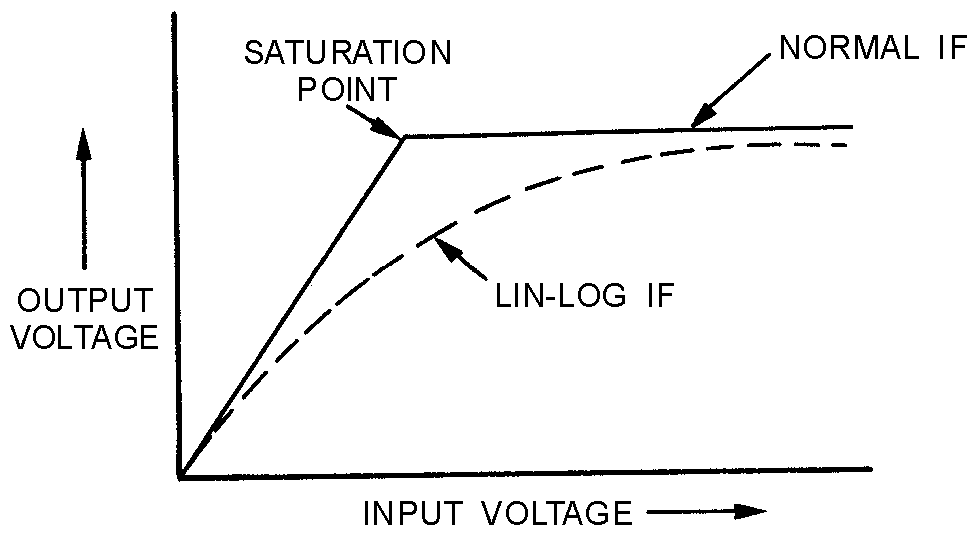 SATURATION
POINT
NORMAL IF
LIN-LOG IF
OUTPUT
VOLTAGE
INPUT VOLTAGE